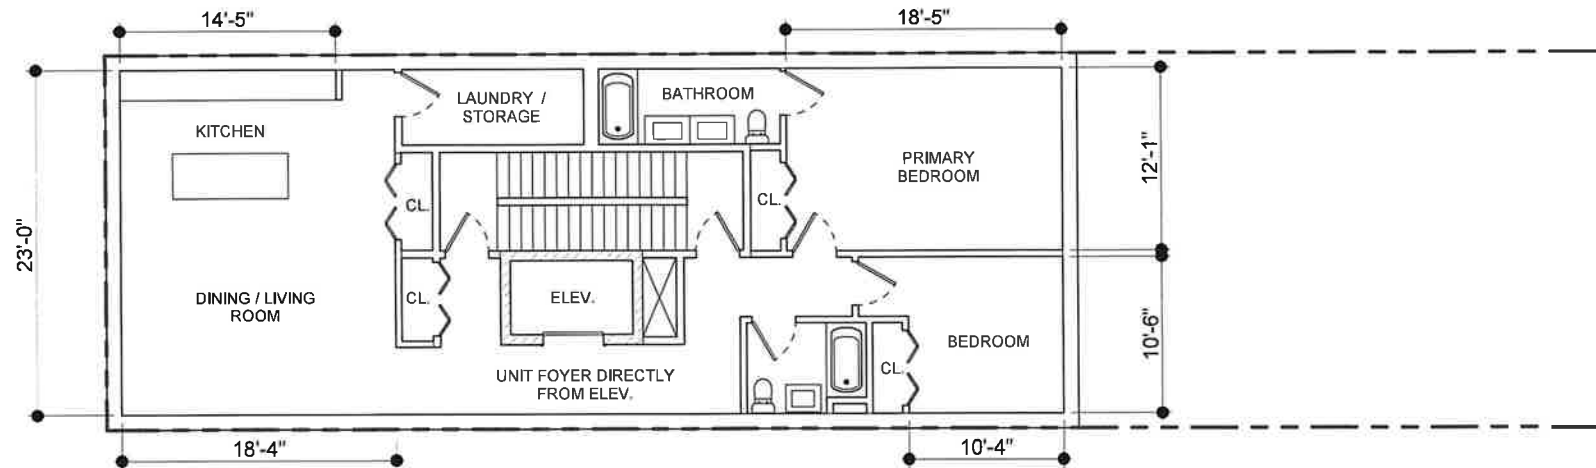 14'-5"
18'-5"
LAUNDRY /
STORAGE
BATHROOM
KITCHEN
PRIMARY
BEDROOM
12'-1"
CL.
CL.
23'-0"
DINING / LIVING
ROOM
CL.
ELEV.
BEDROOM
10'-6"
CL.
UNIT FOYER DIRECTLY
FROM ELEV.
18'-4"
10'-4"